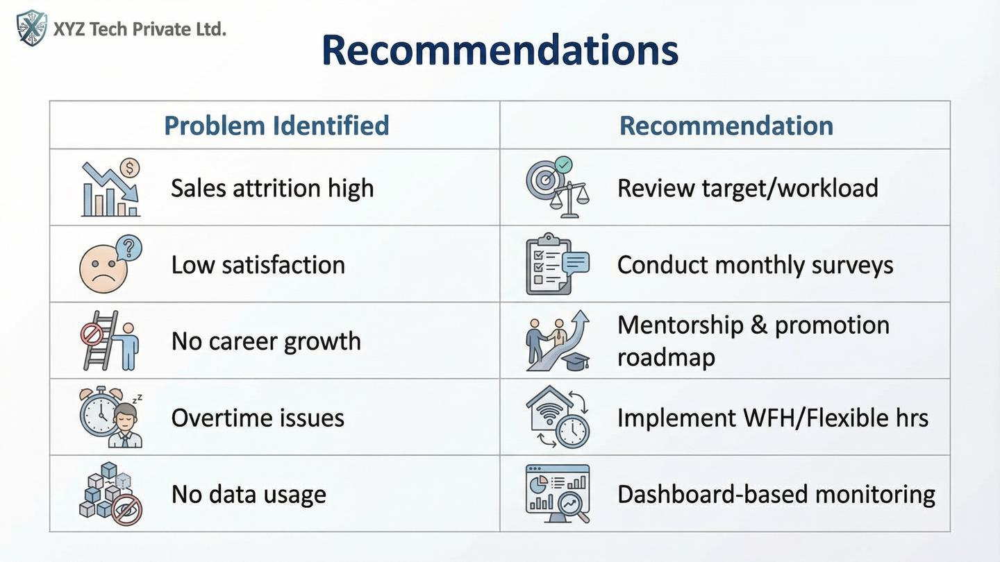 XYZ Tech Private Ltd.
Recommendations
Problem Identified
Recommendation
Sales attrition high
Review target/workload
Low satisfaction
Conduct monthly surveys
No career growth
Mentorship & promotion
roadmap
Overtime issues
Implement WFH/Flexible hrs
No data usage
Dashboard-based monitoring